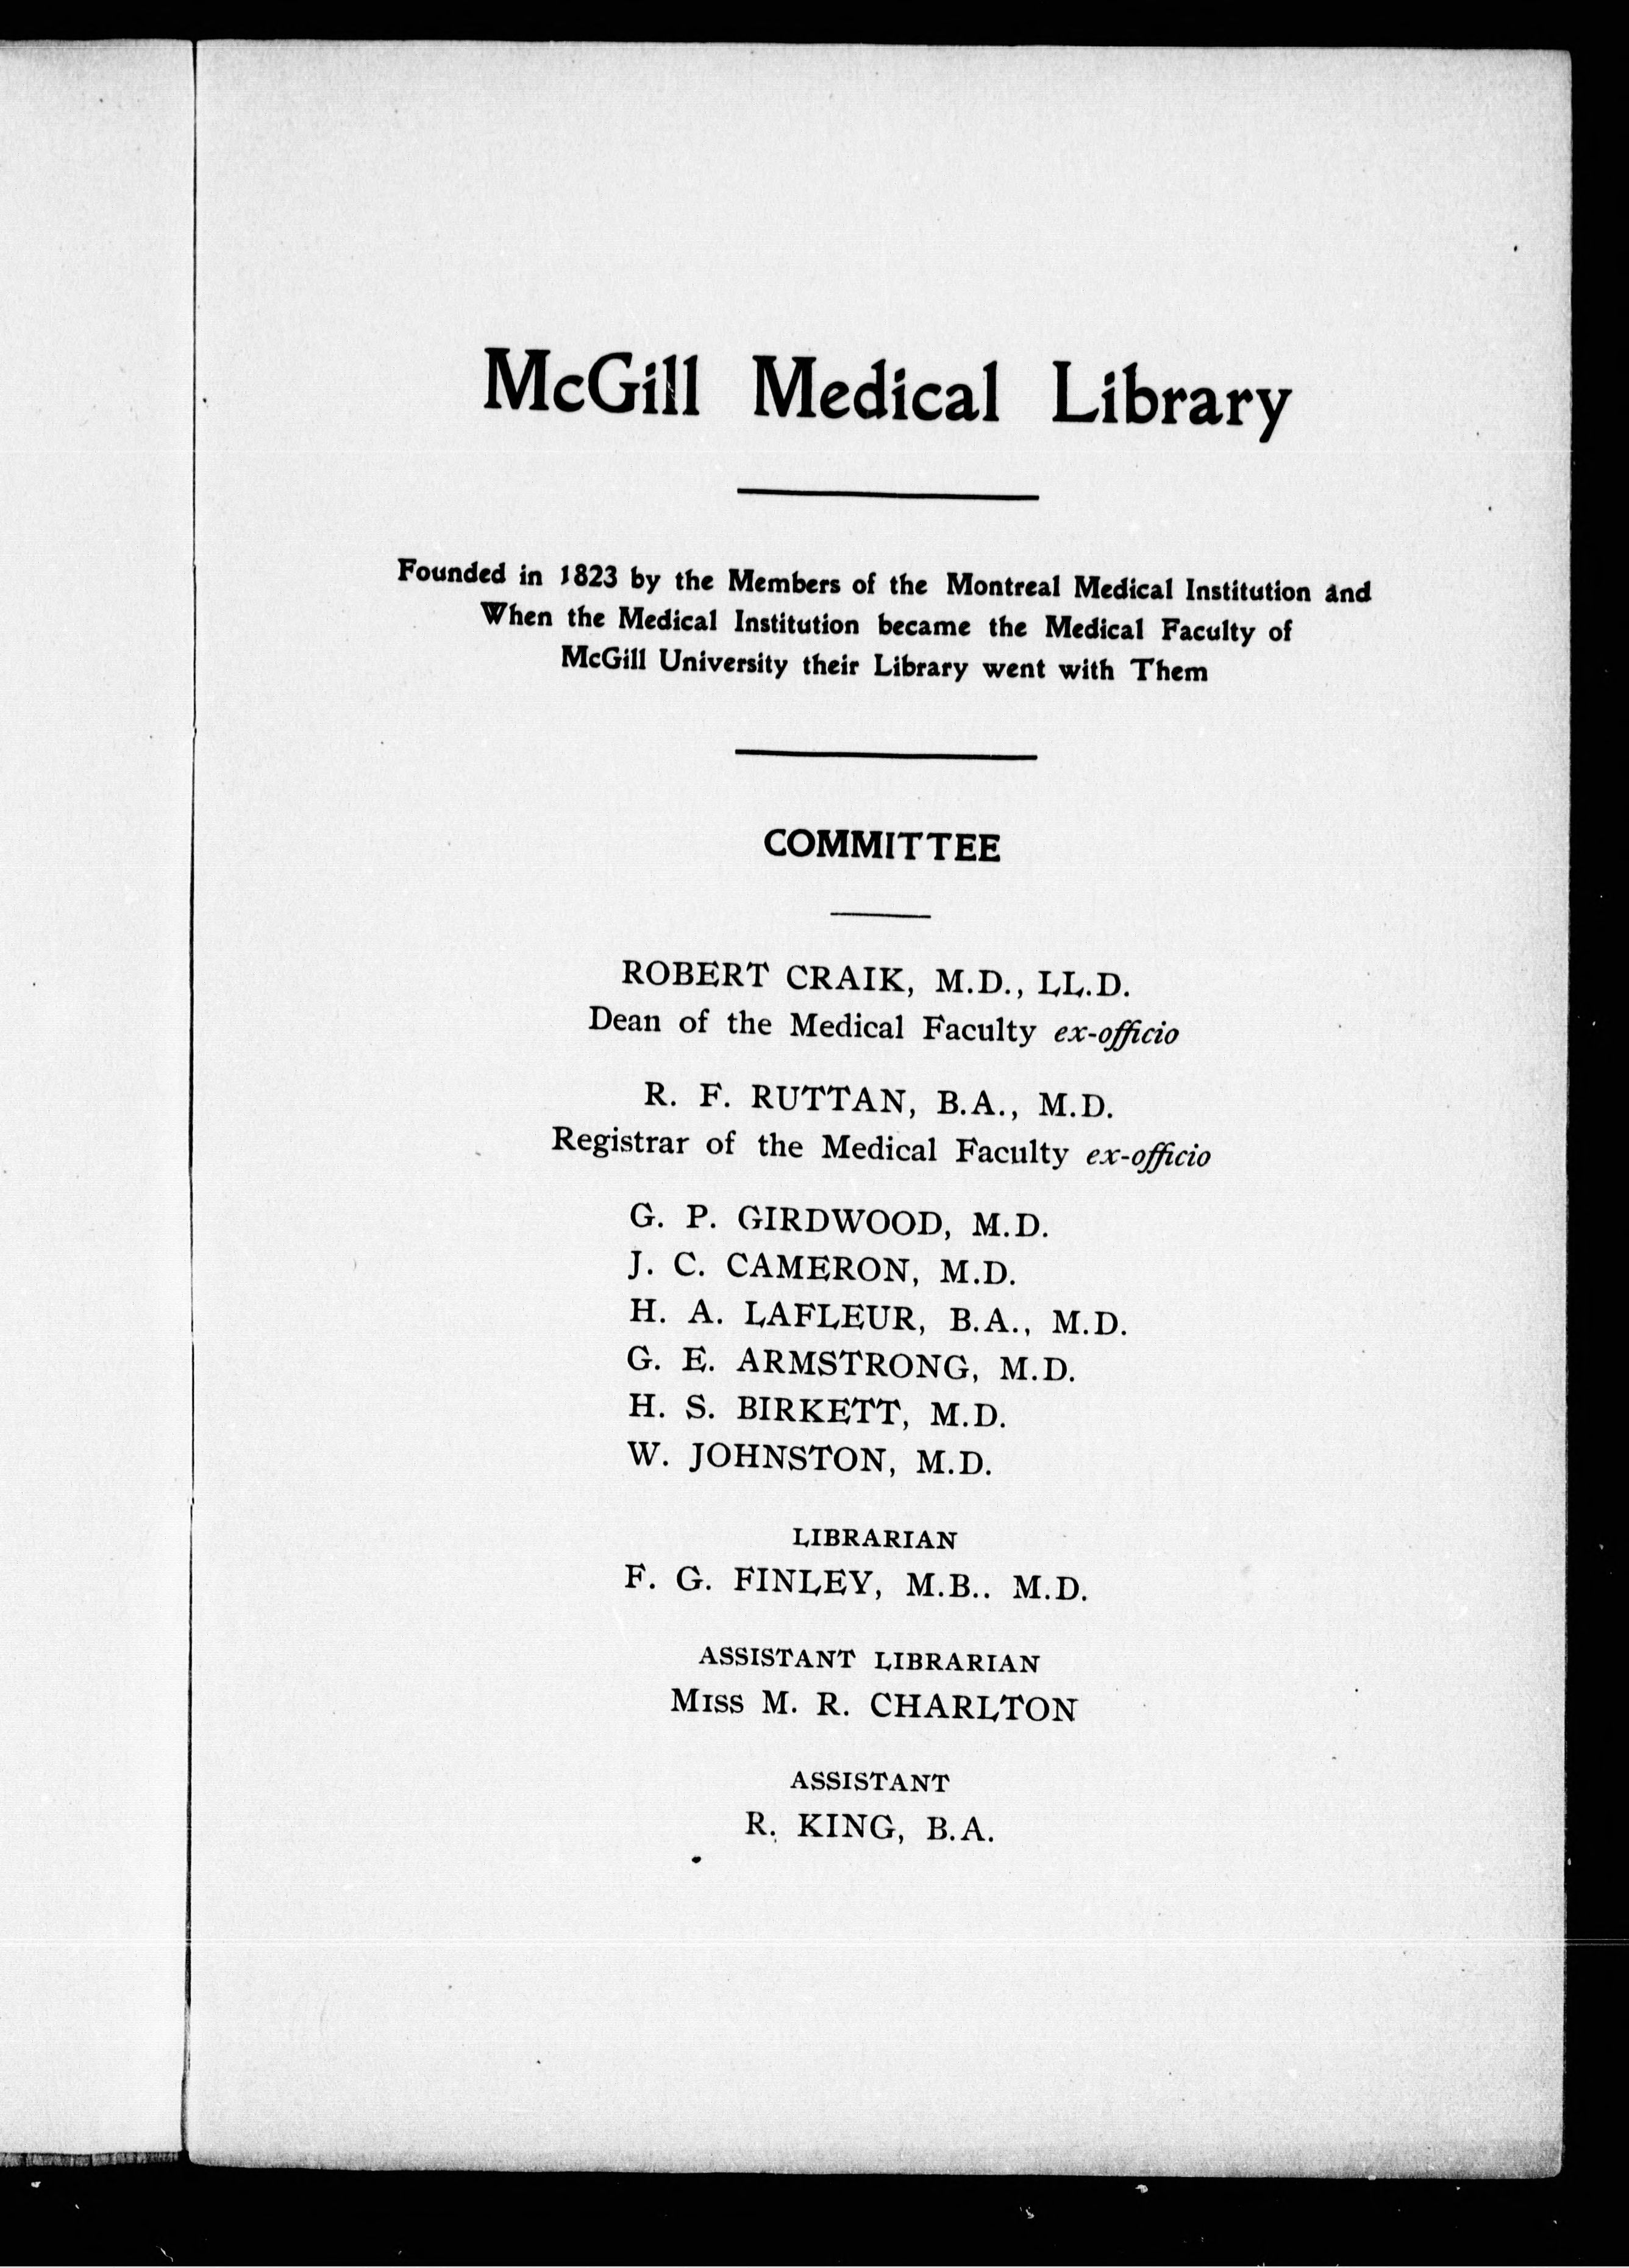 McGill Medical Library
Founded in 1823 by the Members of the Montreal Medical Institution and
When the Medical Institution became the Medical Faculty of
McGill University their Library went with Them
COMMITTEE
ROBERT CRAIK, M.D., LL.D.
Dean of the Medical Faculty ex-officio
R. F. RUTTAN, B.A., M.D.
Registrar of the Medical Faculty ex-officio
G. P. GIRDWOOD, M.D.
J. C. CAMERON, M.D.
H. A. LAFLEUR, B.A., M.D.
G. E. ARMSTRONG, M.D.
H. S. BIRKETT, M.D.
W. JOHNSTON, M.D.
LIBRARIAN
F. G. FINLEY, M.B.. M.D.
ASSISTANT LIBRARIAN
Miss M. R. CHARLTON
ASSISTANT
R. KING, B.A.